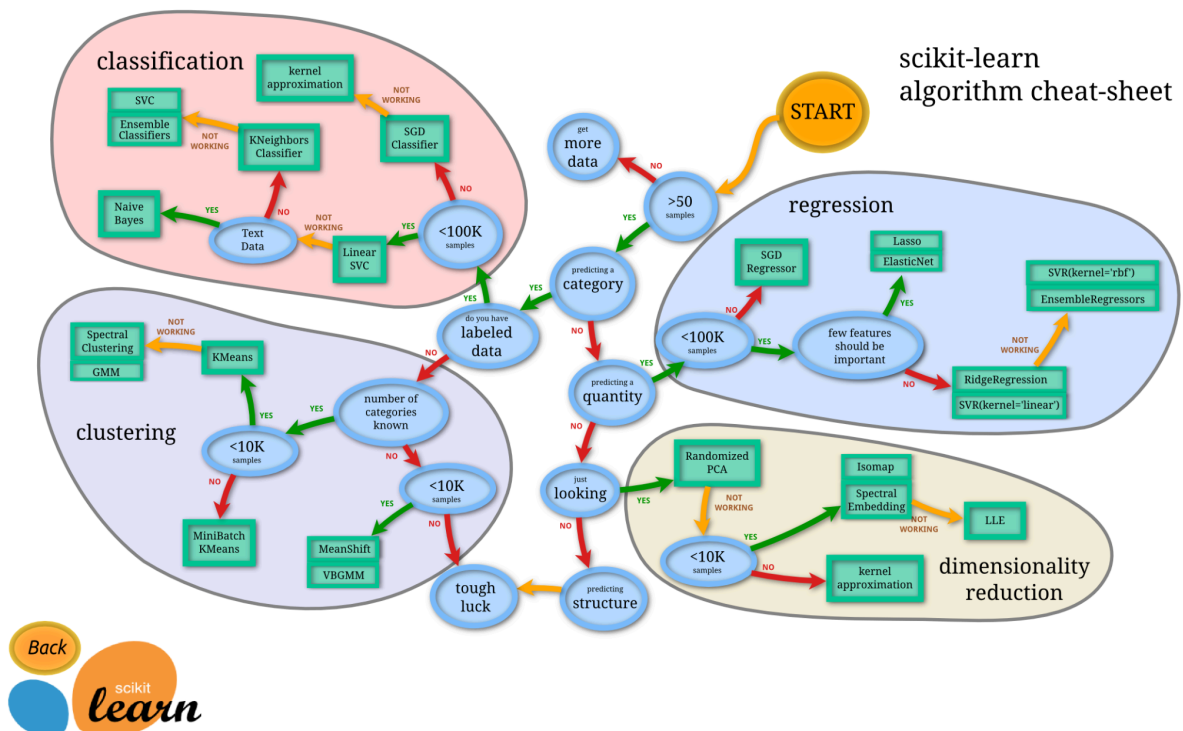 scikit-learn
algorithm cheat-sheet
START
get
more
data
NO
>50
samples
YES
predicting a
category
YES
NO
do you have
labeled
data
YES
NO
predicting a
quantity
YES
NO
just
looking
YES
NO
predicting
structure
tough
luck
classification
kernel
approximation
NOT
WORKING
SGD
Classifier
NO
<100K
samples
YES
Linear
SVC
NOT
WORKING
Text
Data
YES
Naive
Bayes
NO
KNeighbors
Classifier
NOT
WORKING
SVC
Ensemble
Classifiers
regression
<100K
samples
NO
SGD
Regressor
YES
few features
should be
important
YES
Lasso
ElasticNet
NO
RidgeRegression
SVR(kernel='linear')
NOT
WORKING
SVR(kernel='rbf')
EnsembleRegressors
clustering
number of
categories
known
YES
<10K
samples
YES
KMeans
NOT
WORKING
Spectral
Clustering
GMM
NO
MiniBatch
KMeans
NO
<10K
samples
YES
MeanShift
VBGMM
NO
dimensionality
reduction
Randomized
PCA
NOT
WORKING
<10K
samples
YES
Isomap
Spectral
Embedding
NOT
WORKING
LLE
NO
kernel
approximation
Back
scikit
learn